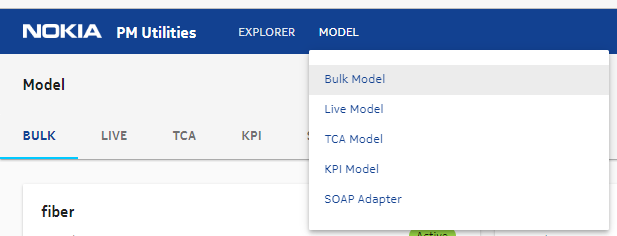 NOKIA PM Utilities EXPLORER MODEL
Model
BULK LIVE TCA KPI
Bulk Model
Live Model
TCA Model
KPI Model
SOAP Adapter
fiber
Active